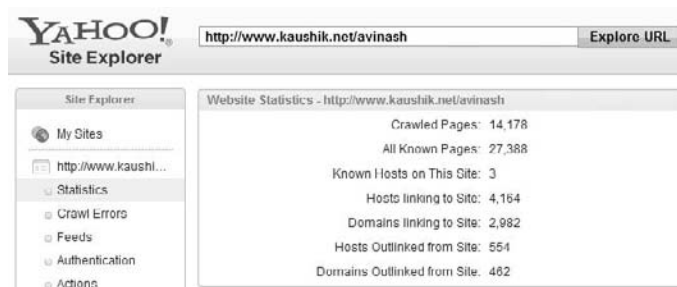 YAHOO!
Site Explorer
http://www.kaushik.net/avinash
Explore URL
Site Explorer
My Sites
http://www.kaushi...
Statistics
Crawl Errors
Feeds
Authentication
Actions
Website Statistics - http://www.kaushik.net/avinash
Crawled Pages: 14,178
All Known Pages: 27,388
Known Hosts on This Site: 3
Hosts linking to Site: 4,164
Domains linking to Site: 2,982
Hosts Outlinked from Site: 554
Domains Outlinked from Site: 462